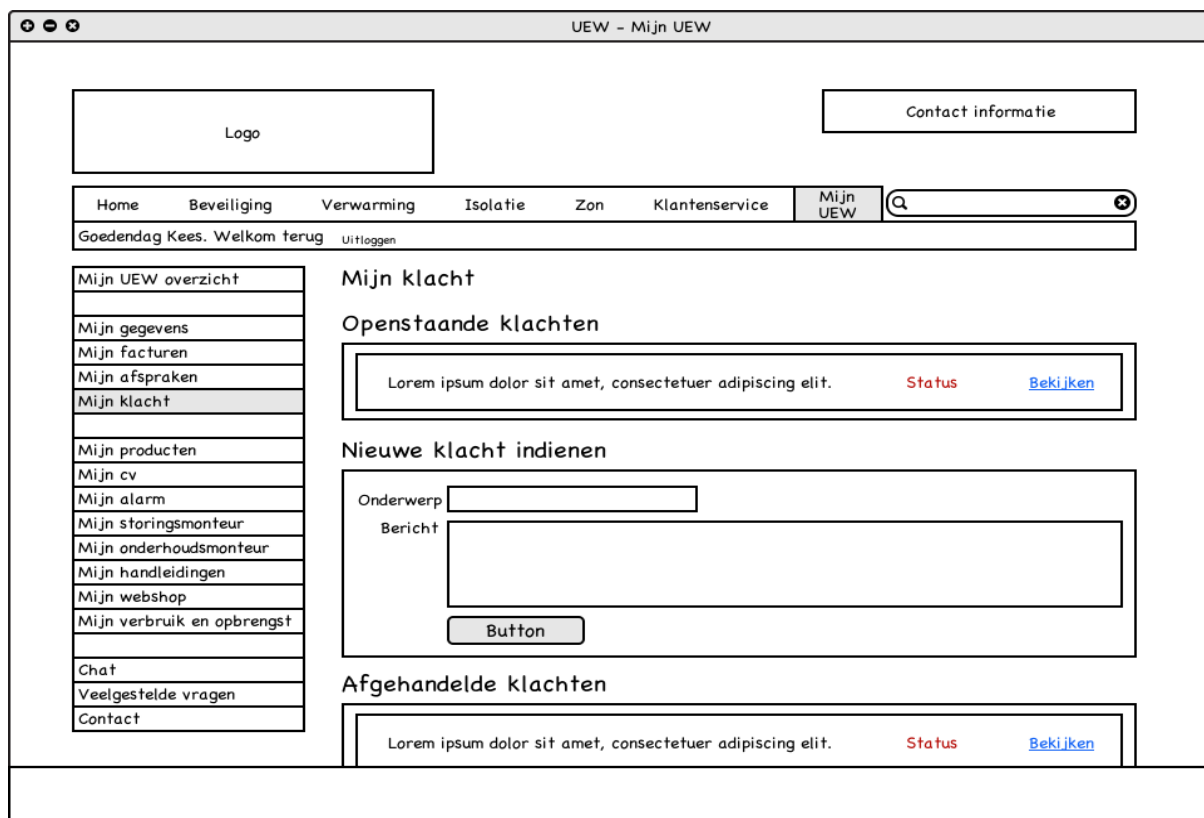 UEW - Mijn UEW
Logo
Contact informatie
Home Beveiliging Verwarming Isolatie Zon Klantenservice Mijn UEW
Goedendag Kees. Welkom terug Uitloggen
Mijn UEW overzicht
Mijn gegevens
Mijn facturen
Mijn afspraken
Mijn klacht
Mijn producten
Mijn cv
Mijn alarm
Mijn storingsmonteur
Mijn onderhoudsmonteur
Mijn handleidingen
Mijn webshop
Mijn verbruik en opbrengst
Chat
Veelgestelde vragen
Contact
Mijn klacht
Openstaande klachten
Lorem ipsum dolor sit amet, consectetuer adipiscing elit. Status Bekijken
Nieuwe klacht indienen
Onderwerp
Bericht
Button
Afgehandelde klachten
Lorem ipsum dolor sit amet, consectetuer adipiscing elit. Status Bekijken